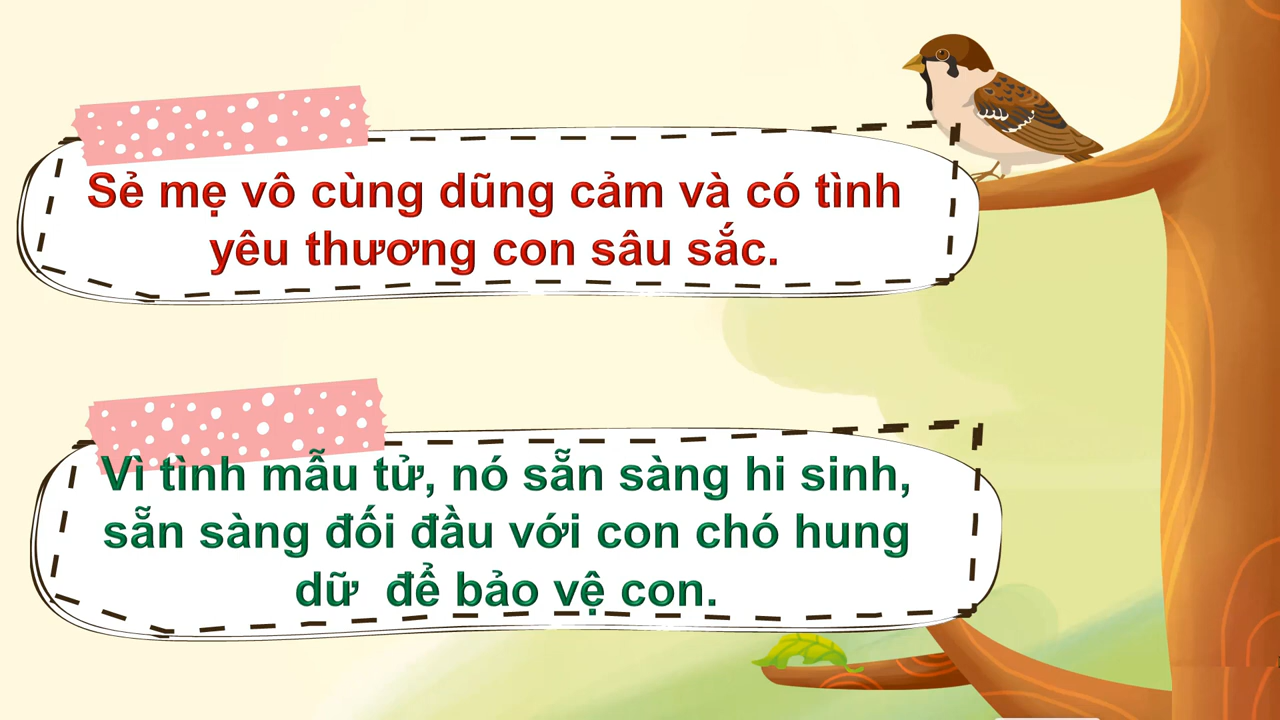 Sẻ mẹ vô cùng dũng cảm và có tình
yêu thương con sâu sắc.
Vì tình mẫu tử, nó sẵn sàng hi sinh,
sẵn sàng đối đầu với con chó hung
dữ  để bảo vệ con.